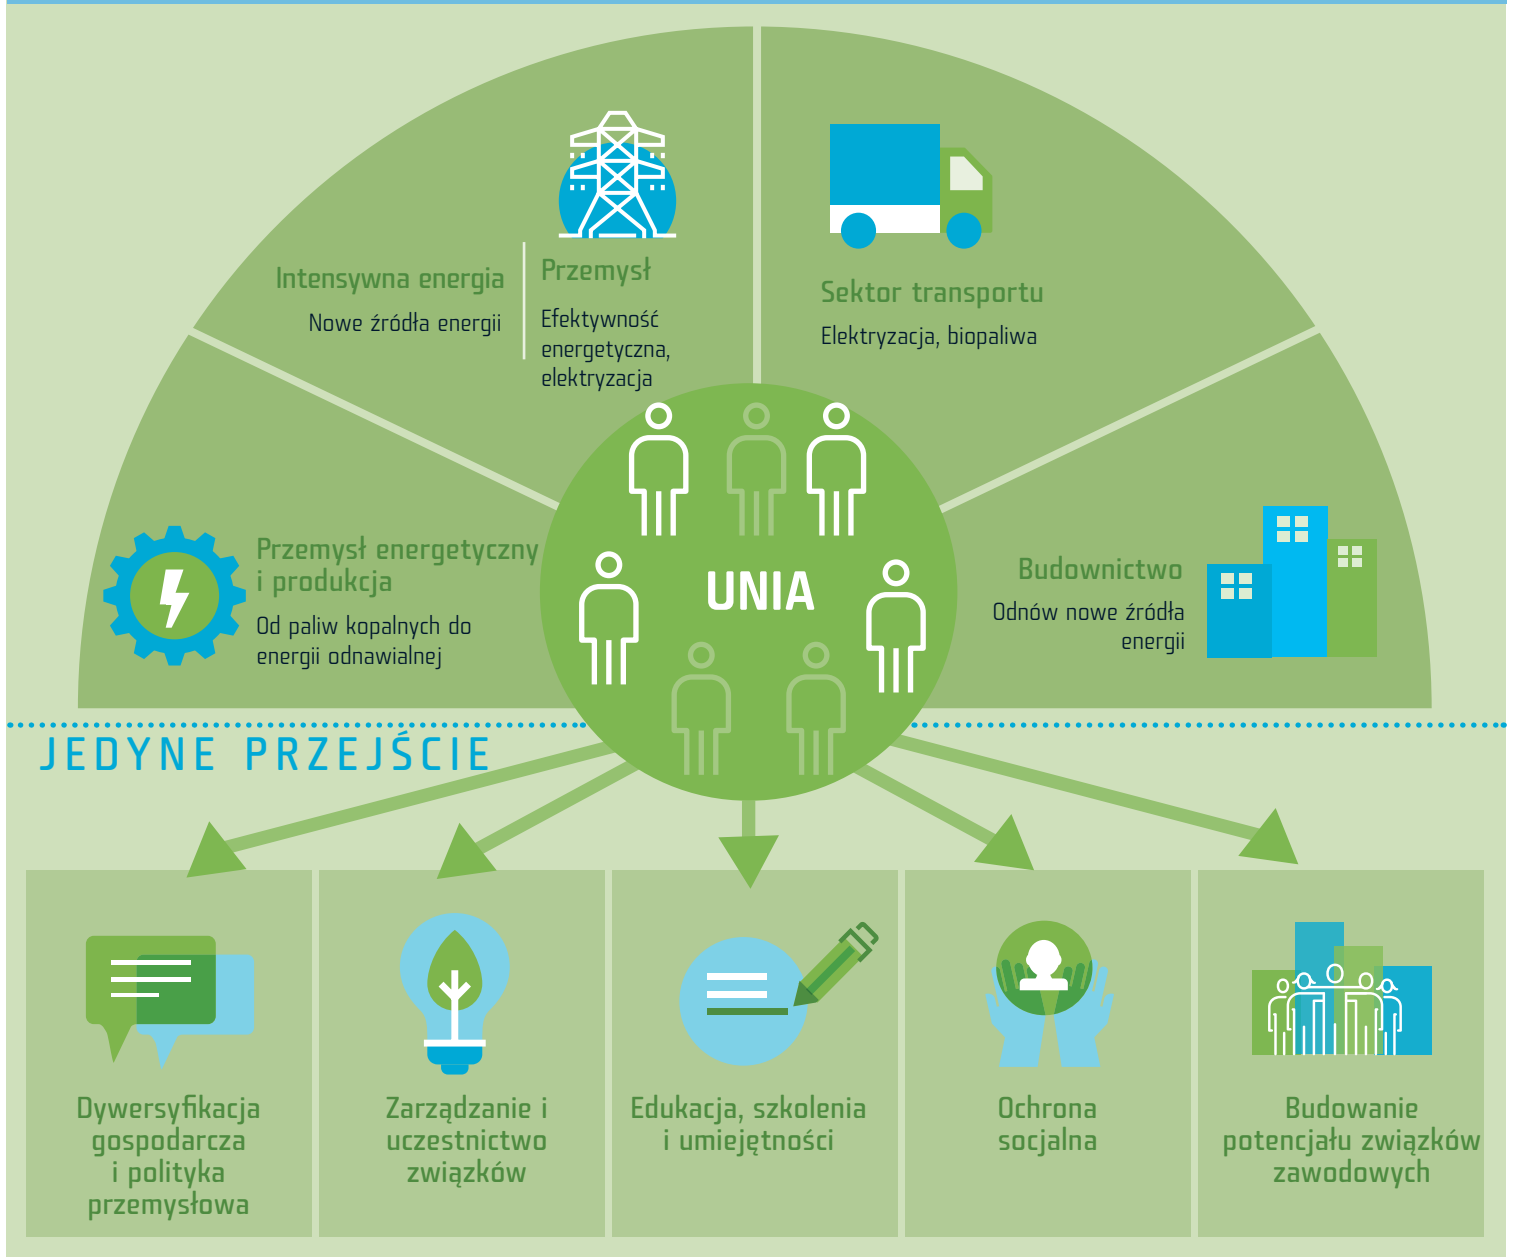 Intensywna energia
Nowe źródła energii
Przemysł
Efektywność
energetyczna,
elektryzacja
Sektor transportu
Elektryzacja, biopaliwa
Przemysł energetyczny
i produkcja
Od paliw kopalnych do
energii odnawialnej
UNIA
Budownictwo
Odnów nowe źródła
energii
JEDYNE PRZEJŚCIE
Dywersyfikacja
gospodarcza
i polityka
przemysłowa
Zarządzanie i
uczestnictwo
związków
Edukacja, szkolenia
i umiejętności
Ochrona
socjalna
Budowanie
potencjału związków
zawodowych